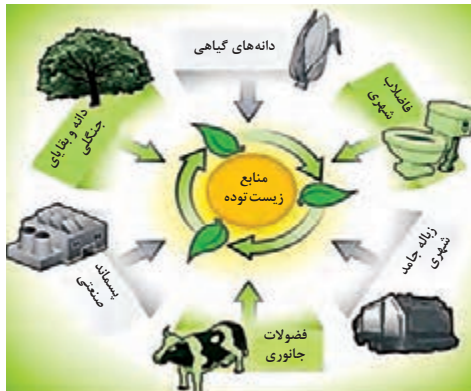 دانه‌های گیاهی
فاضلاب
شهری
زباله جامد
شهری
فضولات
جانوری
پسماند
صنعتی
دانه و بقایای
جنگلی
منابع
زیست‌توده